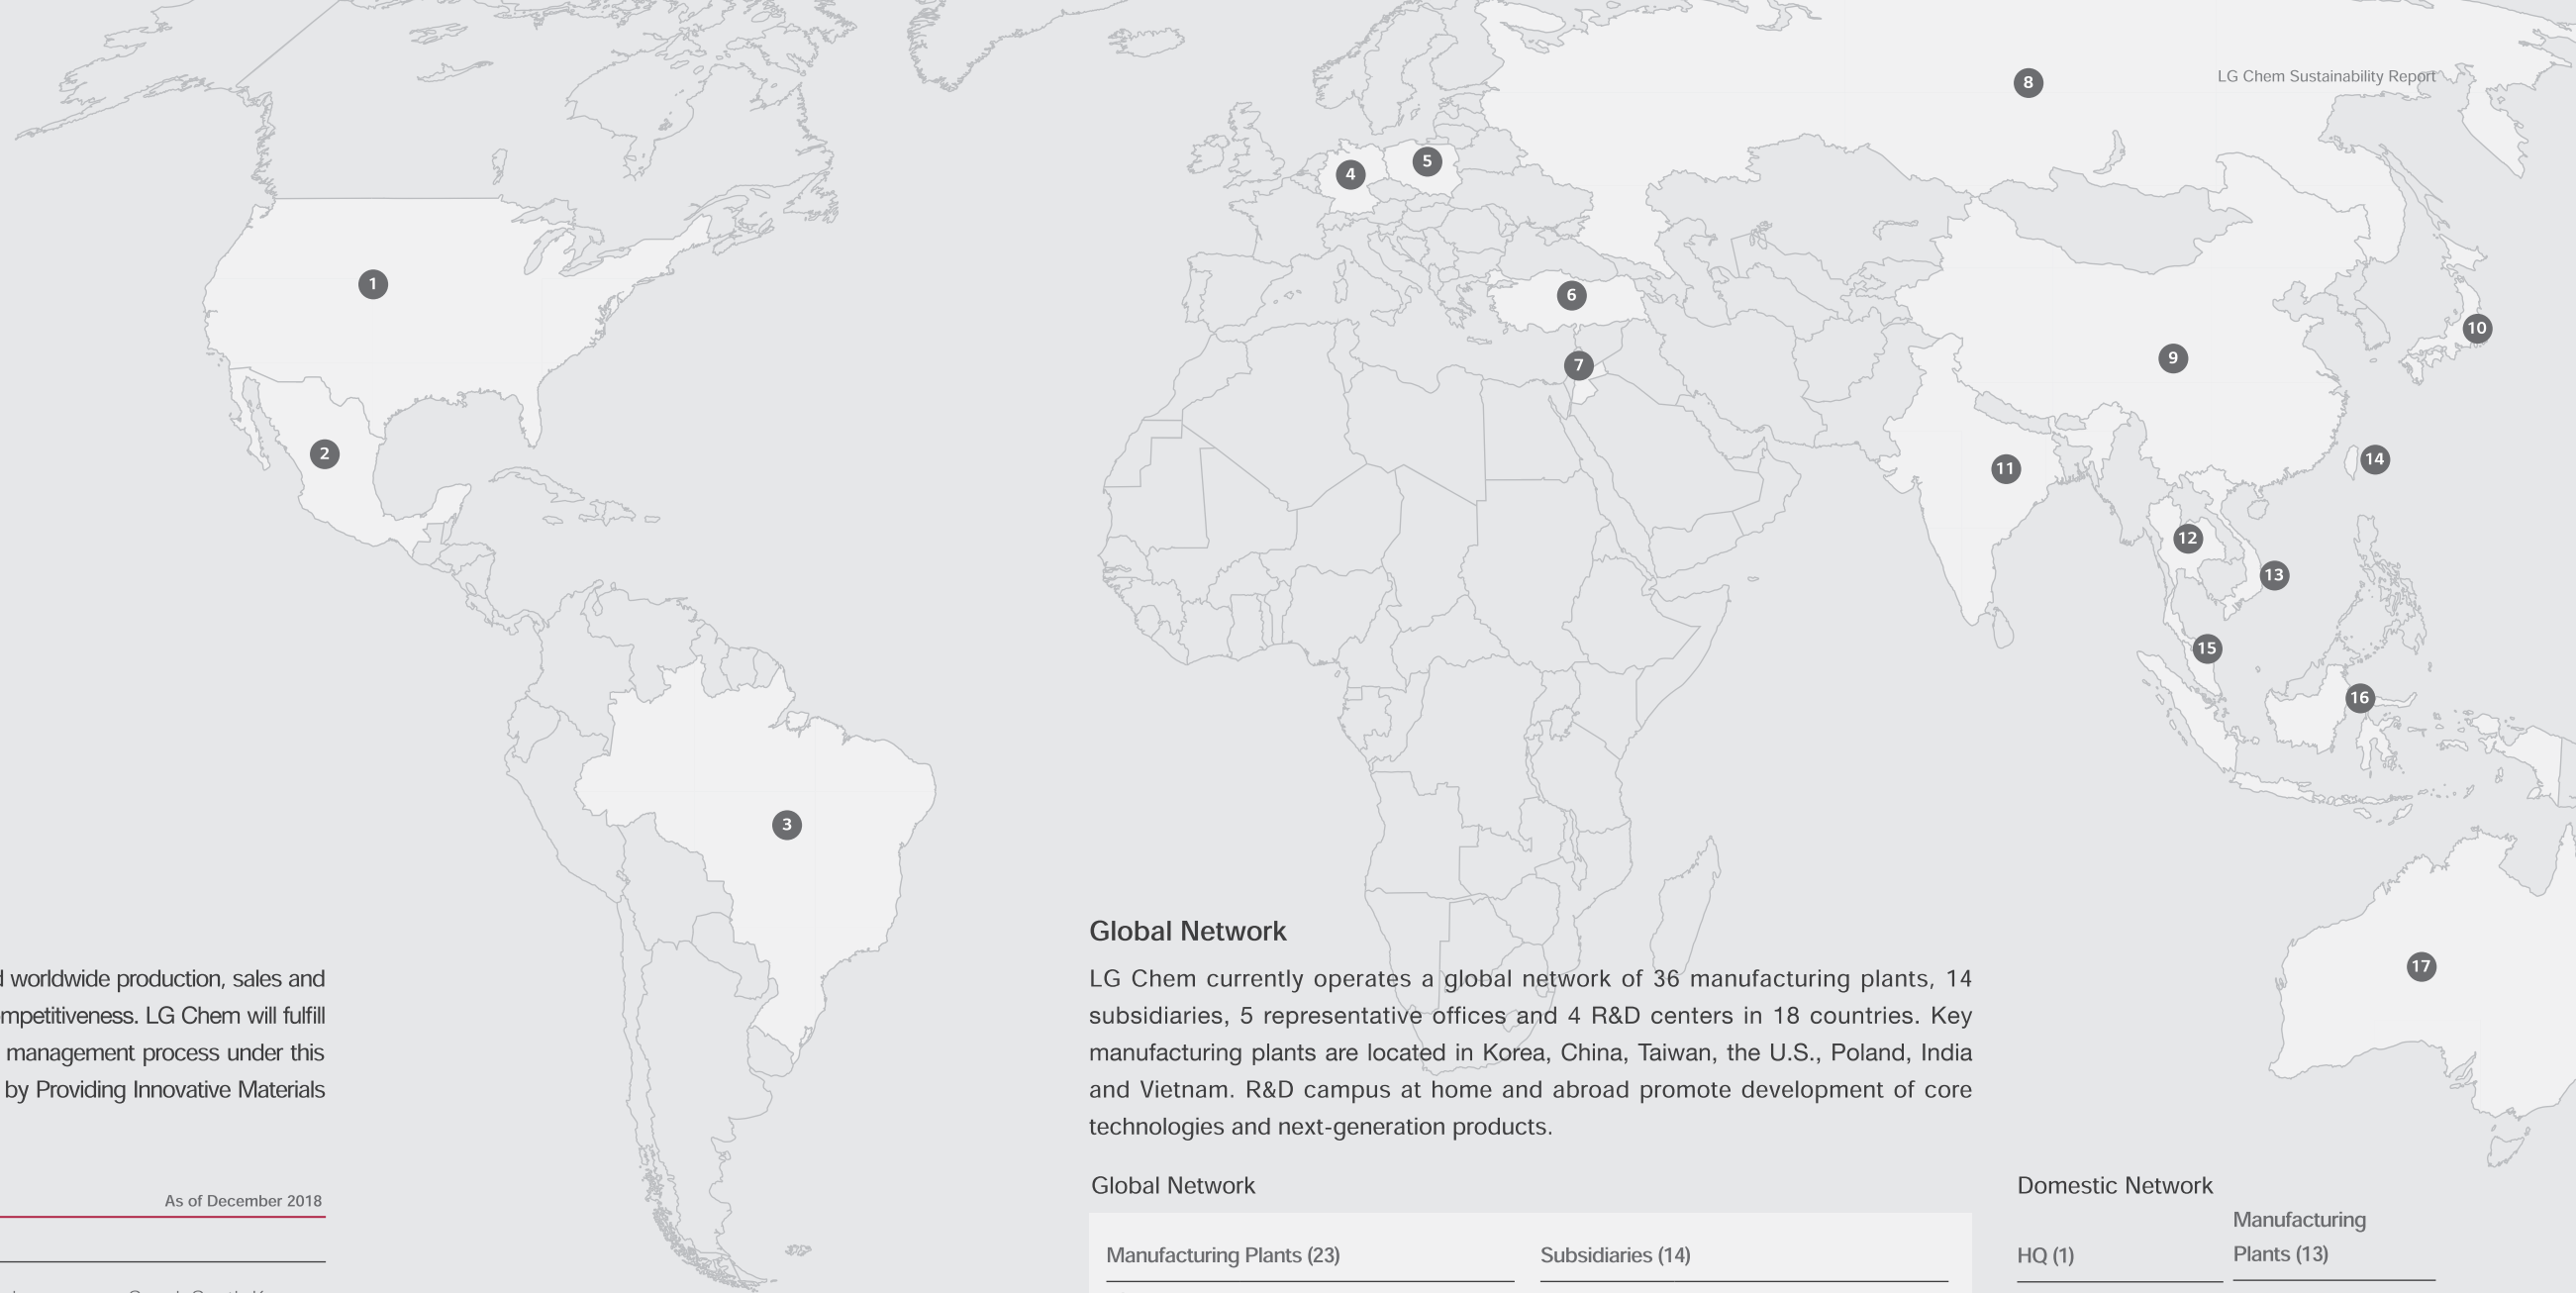 LG Chem Sustainability Report
8
5
4
1
6
10
9
7
2
14
11
12
13
15
16
3
17
worldwide production, sales and
LG Chem will fulfill
management process under this
by Providing Innovative Materials
As of December 2018
Global Network
LG Chem currently operates a global network of 36 manufacturing plants, 14
subsidiaries, 5 representative offices and 4 R&D centers in 18 countries. Key
manufacturing plants are located in Korea, China, Taiwan, the U.S., Poland, India
and Vietnam. R&D campus at home and abroad promote development of core
technologies and next-generation products.
Global Network
Manufacturing Plants (23)
Subsidiaries (14)
Domestic Network
HQ (1)
Manufacturing
Plants (13)